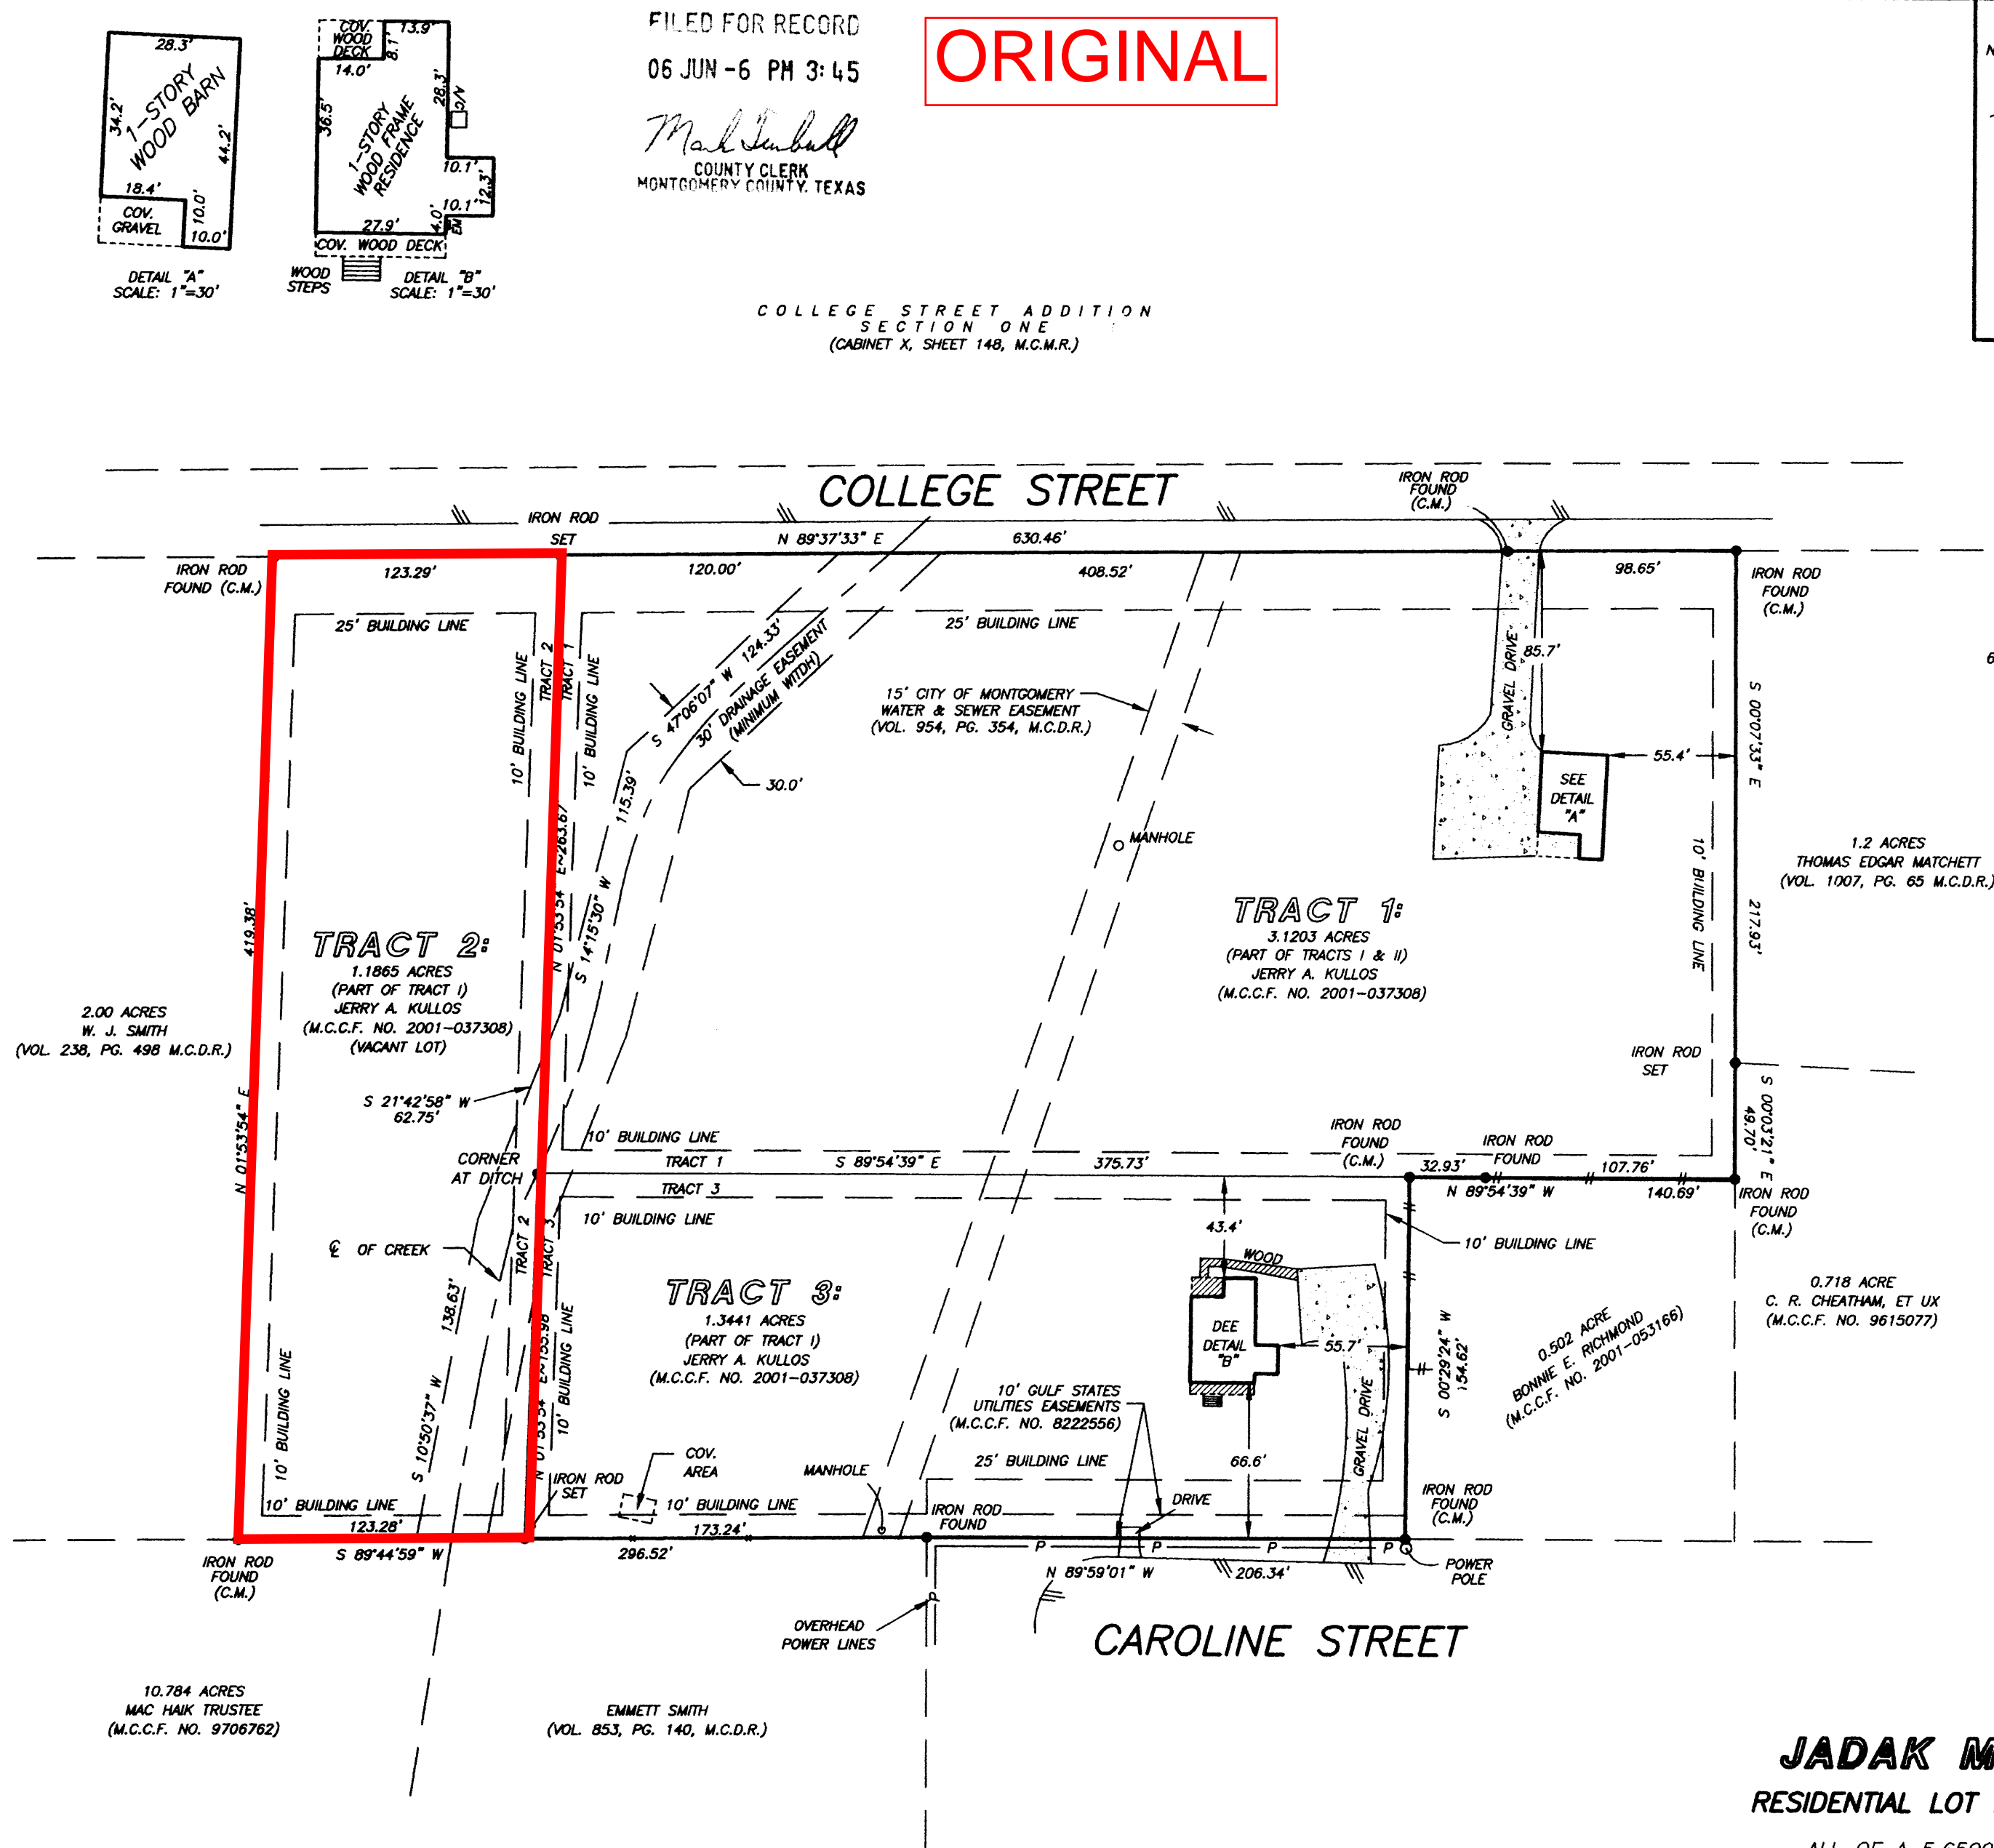 28.3'
34.2'
1-STORY
WOOD BARN
44.2'
18.4'
COV.
GRAVEL
10.0'
10.0'
DETAIL "A"
SCALE: 1"=30'
COV.
WOOD
DECK
13.9'
8.1'
14.0'
28.3'
A/C
36.5'
1-STORY
WOOD FRAME
RESIDENCE
10.1'
12.3'
10.1'
4.0'
EM
27.9'
COV. WOOD DECK
WOOD
STEPS
DETAIL "B"
SCALE: 1"=30'
FILED FOR RECORD
06 JUN -6 PM 3:45
COUNTY CLERK
MONTGOMERY COUNTY, TEXAS
ORIGINAL
COLLEGE STREET ADDITION
SECTION ONE
(CABINET X, SHEET 148, M.C.M.R.)
COLLEGE STREET
IRON ROD
FOUND
(C.M.)
IRON ROD
SET
N 89°37'33" E
630.46'
IRON ROD
FOUND (C.M.)
123.29'
120.00'
408.52'
98.65'
IRON ROD
FOUND
(C.M.)
25' BUILDING LINE
25' BUILDING LINE
10' BUILDING LINE
TRACT 2
TRACT 1
10' BUILDING LINE
S 47°06'07" W 124.33'
30' DRAINAGE EASEMENT
(MINIMUM WITDH)
15' CITY OF MONTGOMERY
WATER & SEWER EASEMENT
(VOL. 954, PG. 354, M.C.D.R.)
GRAVEL DRIVE
85.7'
S 00°07'33" E
217.93'
55.4'
SEE
DETAIL
"A"
30.0'
115.39'
S 14°15'30" W
N 01°53'54" E~263.67'
MANHOLE
10' BUILDING LINE
1.2 ACRES
THOMAS EDGAR MATCHETT
(VOL. 1007, PG. 65 M.C.D.R.)
419.38'
N 01°53'54" E
TRACT 2:
1.1865 ACRES
(PART OF TRACT I)
JERRY A. KULLOS
(M.C.C.F. NO. 2001-037308)
(VACANT LOT)
TRACT 1:
3.1203 ACRES
(PART OF TRACTS I & II)
JERRY A. KULLOS
(M.C.C.F. NO. 2001-037308)
2.00 ACRES
W. J. SMITH
(VOL. 238, PG. 498 M.C.D.R.)
IRON ROD
SET
S 21°42'58" W
62.75'
S 00°03'21" E
49.70'
10' BUILDING LINE
CORNER
AT DITCH
TRACT 1
S 89°54'39" E
375.73'
IRON ROD
FOUND
(C.M.)
IRON ROD
FOUND
32.93'
107.76'
N 89°54'39" W
140.69'
IRON ROD
FOUND
(C.M.)
TRACT 3
10' BUILDING LINE
TRACT 2
TRACT 3
43.4'
10' BUILDING LINE
℄ OF CREEK
WOOD
TRACT 3:
1.3441 ACRES
(PART OF TRACT I)
JERRY A. KULLOS
(M.C.C.F. NO. 2001-037308)
138.63'
S 10°50'37" W
N 01°53'54" E~155.98'
10' BUILDING LINE
10' BUILDING LINE
DEE
DETAIL
"B"
55.7'
S 00°29'24" W
154.62'
0.502 ACRE
BONNIE E. RICHMOND
(M.C.C.F. NO. 2001-053166)
0.718 ACRE
C. R. CHEATHAM, ET UX
(M.C.C.F. NO. 9615077)
10' GULF STATES
UTILITIES EASEMENTS
(M.C.C.F. NO. 8222556)
GRAVEL DRIVE
25' BUILDING LINE
66.6'
COV.
AREA
MANHOLE
IRON ROD
SET
10' BUILDING LINE
10' BUILDING LINE
IRON ROD
FOUND
DRIVE
IRON ROD
FOUND
(C.M.)
123.28'
173.24'
S 89°44'59" W
296.52'
IRON ROD
FOUND
(C.M.)
P P P P
N 89°59'01" W
206.34'
POWER
POLE
P
OVERHEAD
POWER LINES
CAROLINE STREET
10.784 ACRES
MAC HAIK TRUSTEE
(M.C.C.F. NO. 9706762)
EMMETT SMITH
(VOL. 853, PG. 140, M.C.D.R.)
JADAK M
RESIDENTIAL LOT